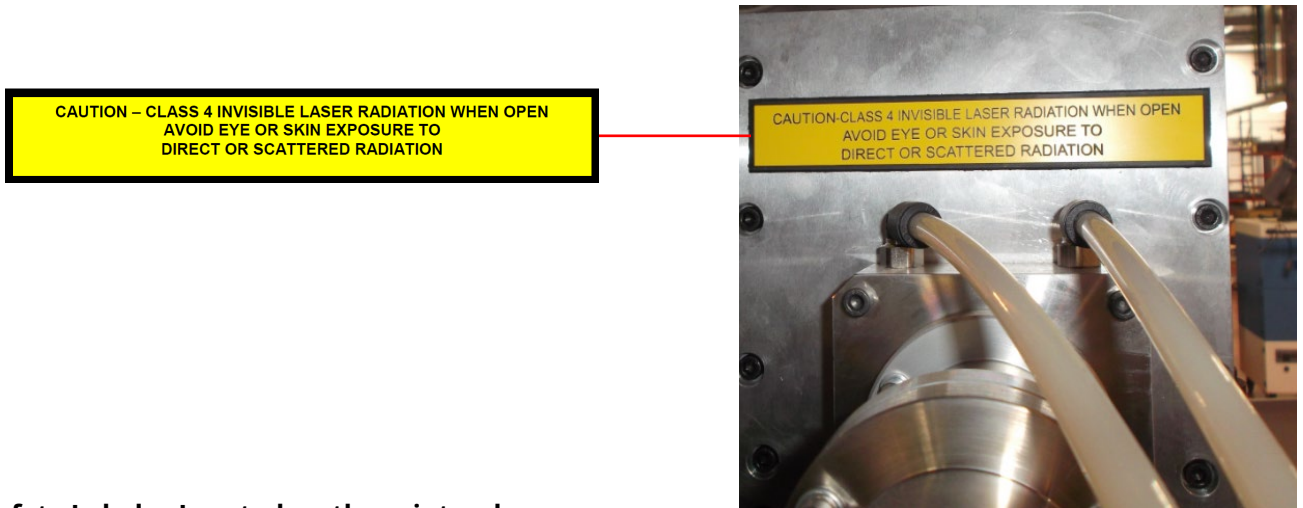 CAUTION – CLASS 4 INVISIBLE LASER RADIATION WHEN OPEN
AVOID EYE OR SKIN EXPOSURE TO
DIRECT OR SCATTERED RADIATION
CAUTION-CLASS 4 INVISIBLE LASER RADIATION WHEN OPEN
AVOID EYE OR SKIN EXPOSURE TO
DIRECT OR SCATTERED RADIATION